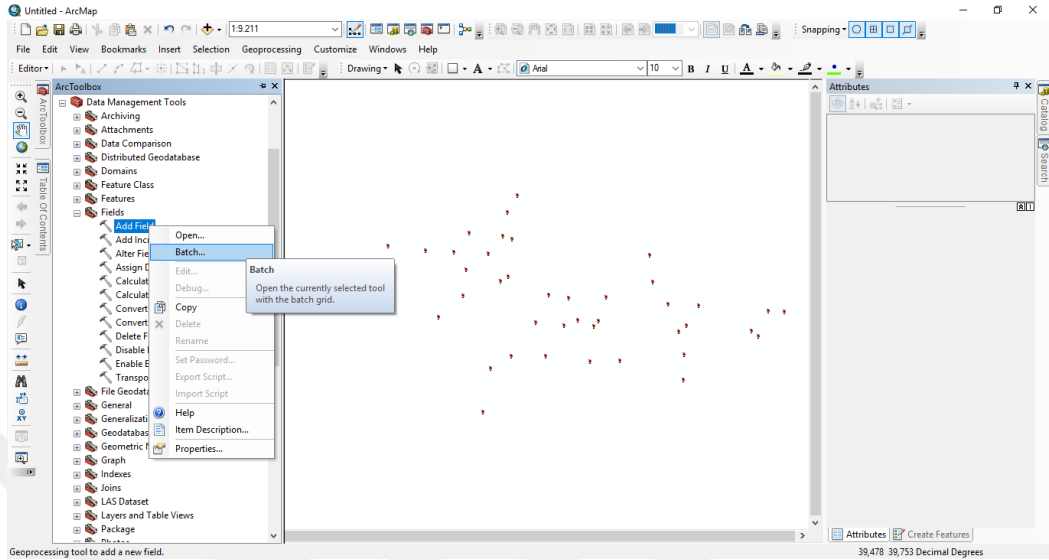 Untitled - ArcMap
1:9.211
Snapping
File Edit View Bookmarks Insert Selection Geoprocessing Customize Windows Help
Editor Drawing A Arial 10 B I U A
ArcToolbox
Attributes
ArcToolbox
Table Of Contents
Catalog
Search
Data Management Tools
Archiving
Attachments
Data Comparison
Distributed Geodatabase
Domains
Feature Class
Features
Fields
Add Field
Add Inc
Alter Fie
Assign D
Calculat
Calculat
Convert
Convert
Delete F
Disable
Enable E
Transpo
File Geodata
General
Generalizati
Geodatabas
Geometric N
Graph
Indexes
Joins
LAS Dataset
Layers and Table Views
Package
Photos
Open...
Batch...
Edit...
Debug...
Copy
Delete
Rename
Set Password...
Export Script...
Import Script
Help
Item Description...
Properties...
Batch
Open the currently selected tool
with the batch grid.
XY
Attributes Create Features
Geoprocessing tool to add a new field.
39,478 39,753 Decimal Degrees